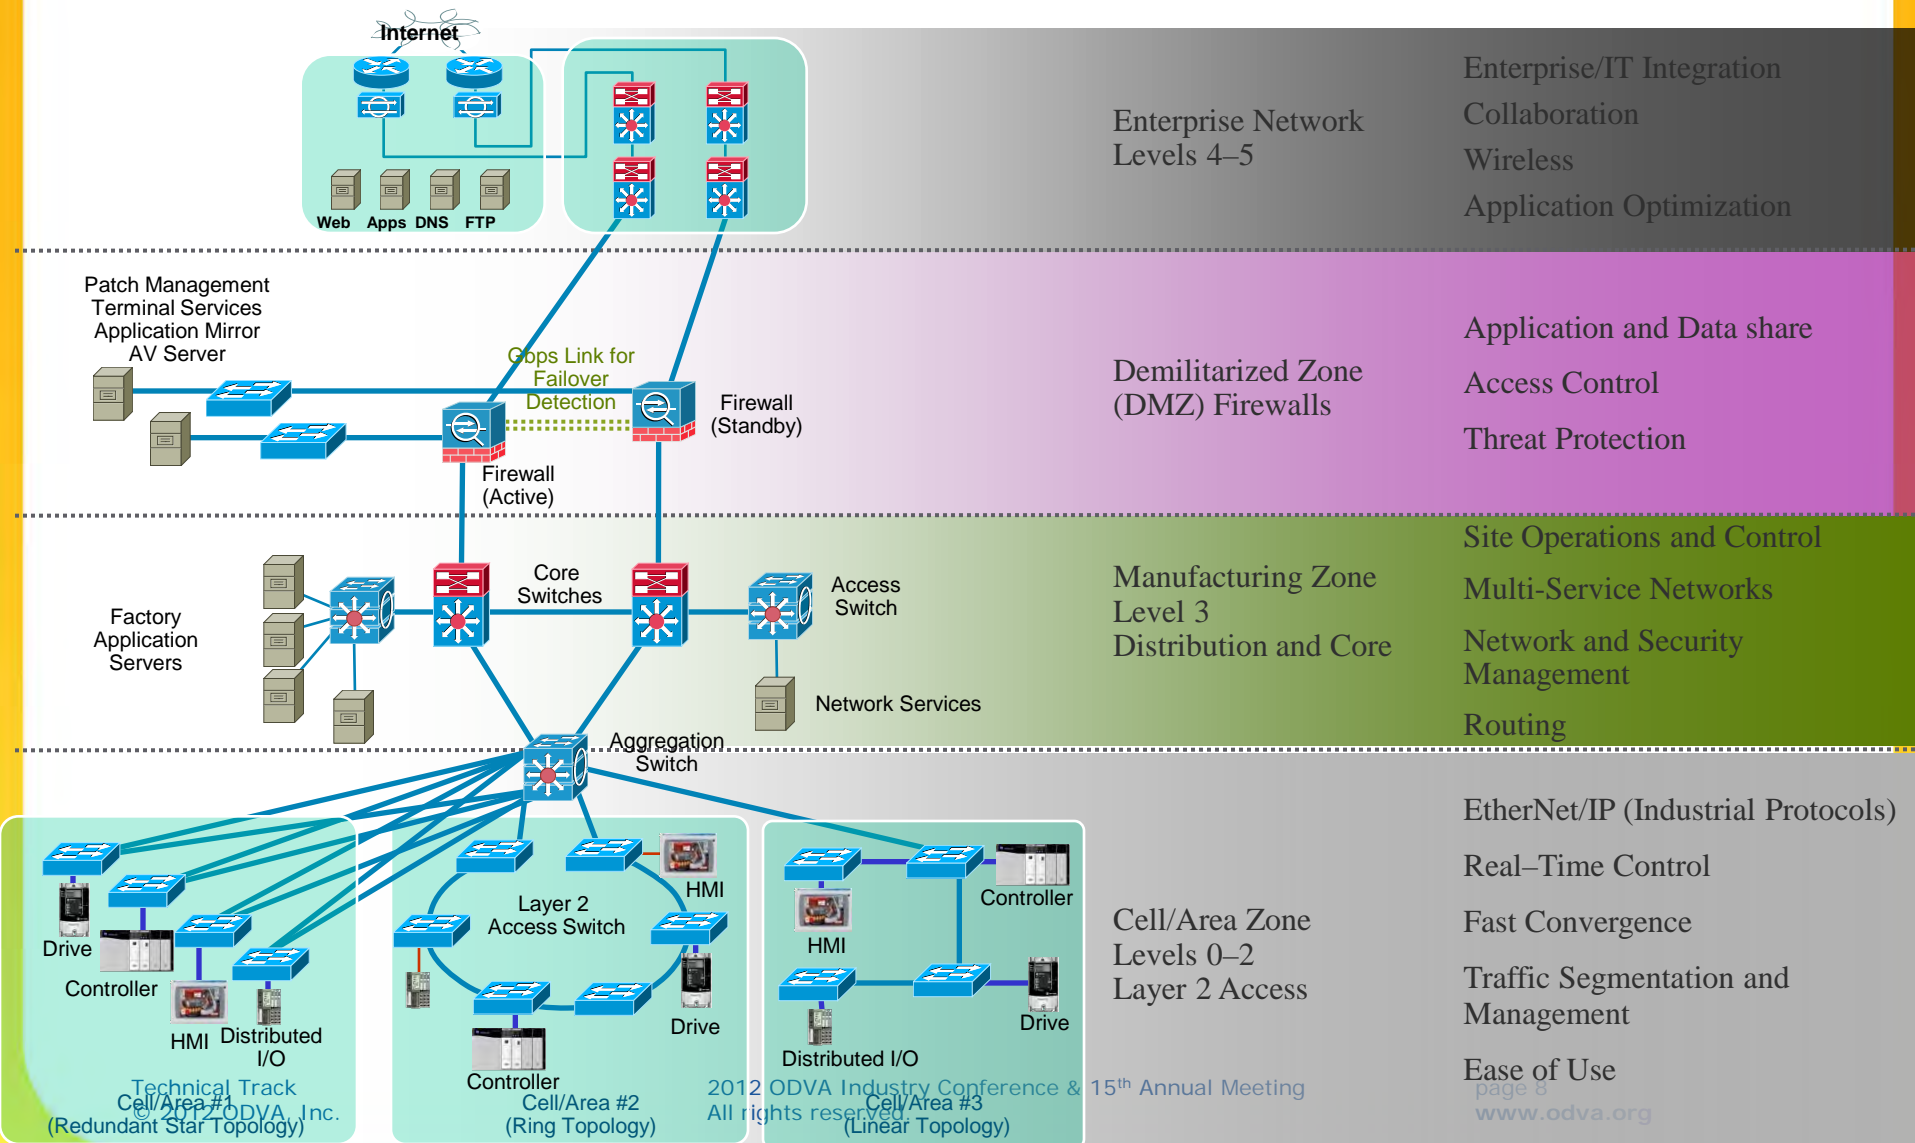 Internet
Web Apps DNS FTP
Enterprise Network
Levels 4–5
Enterprise/IT Integration
Collaboration
Wireless
Application Optimization
Patch Management
Terminal Services
Application Mirror
AV Server
Gbps Link for
Failover
Detection
Firewall
(Standby)
Firewall
(Active)
Demilitarized Zone
(DMZ) Firewalls
Application and Data share
Access Control
Threat Protection
Factory
Application
Servers
Core
Switches
Access
Switch
Network Services
Manufacturing Zone
Level 3
Distribution and Core
Site Operations and Control
Multi-Service Networks
Network and Security
Management
Routing
Aggregation
Switch
Drive
Controller
HMI
Distributed
I/O
Cell/Area #1
(Redundant Star Topology)
Layer 2
Access Switch
HMI
Drive
Controller
Cell/Area #2
(Ring Topology)
Controller
HMI
Drive
Distributed I/O
Cell/Area #3
(Linear Topology)
Cell/Area Zone
Levels 0–2
Layer 2 Access
EtherNet/IP (Industrial Protocols)
Real–Time Control
Fast Convergence
Traffic Segmentation and
Management
Ease of Use
Technical Track
© 2012 ODVA, Inc.
2012 ODVA Industry Conference & 15th Annual Meeting
All rights reserved.
page 8
www.odva.org